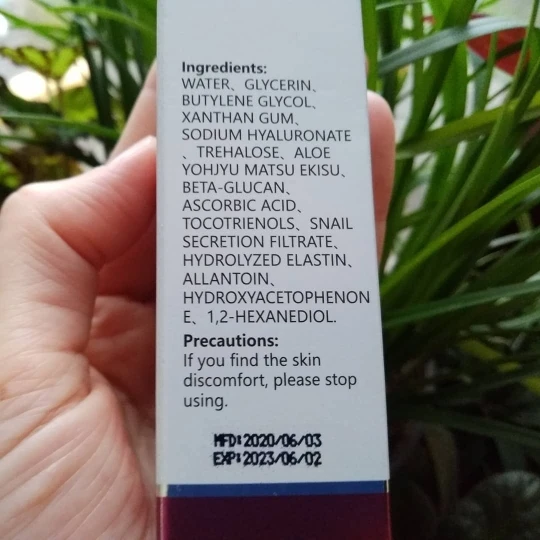 Ingredients:
WATER、GLYCERIN、
BUTYLENE GLYCOL、
XANTHAN GUM、
SODIUM HYALURONATE
、TREHALOSE、ALOE
YOHJYU MATSU EKISU、
BETA-GLUCAN、
ASCORBIC ACID、
TOCOTRIENOLS、SNAIL
SECRETION FILTRATE、
HYDROLYZED ELASTIN、
ALLANTOIN、
HYDROXYACETOPHENON
E、1,2-HEXANEDIOL.
Precautions:
If you find the skin
discomfort, please stop
using.
MFD:2020/06/03
EXP:2023/06/02